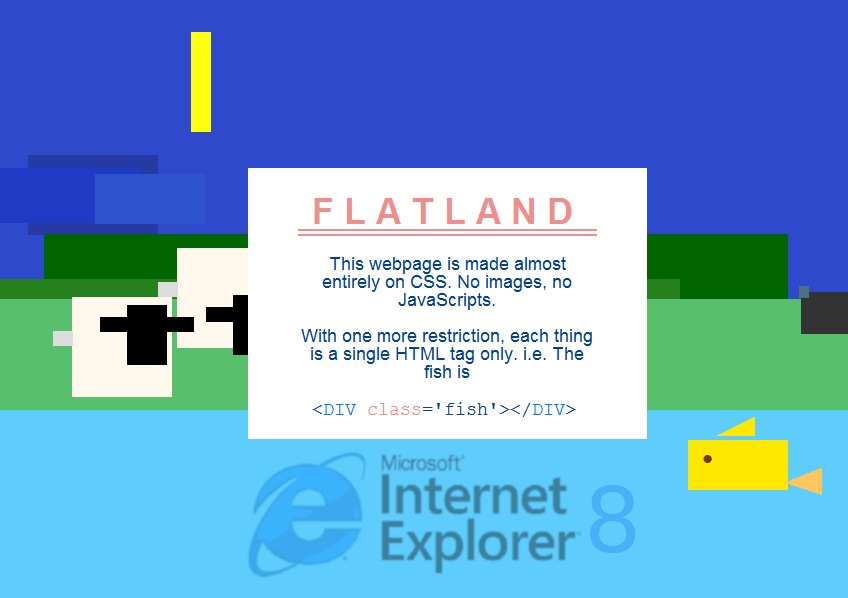 FLATLAND
This webpage is made almost
entirely on CSS. No images, no
JavaScripts.
With one more restriction, each thing
is a single HTML tag only. i.e. The
fish is
<DIV class='fish'></DIV>
Microsoft®
Internet
Explorer 8